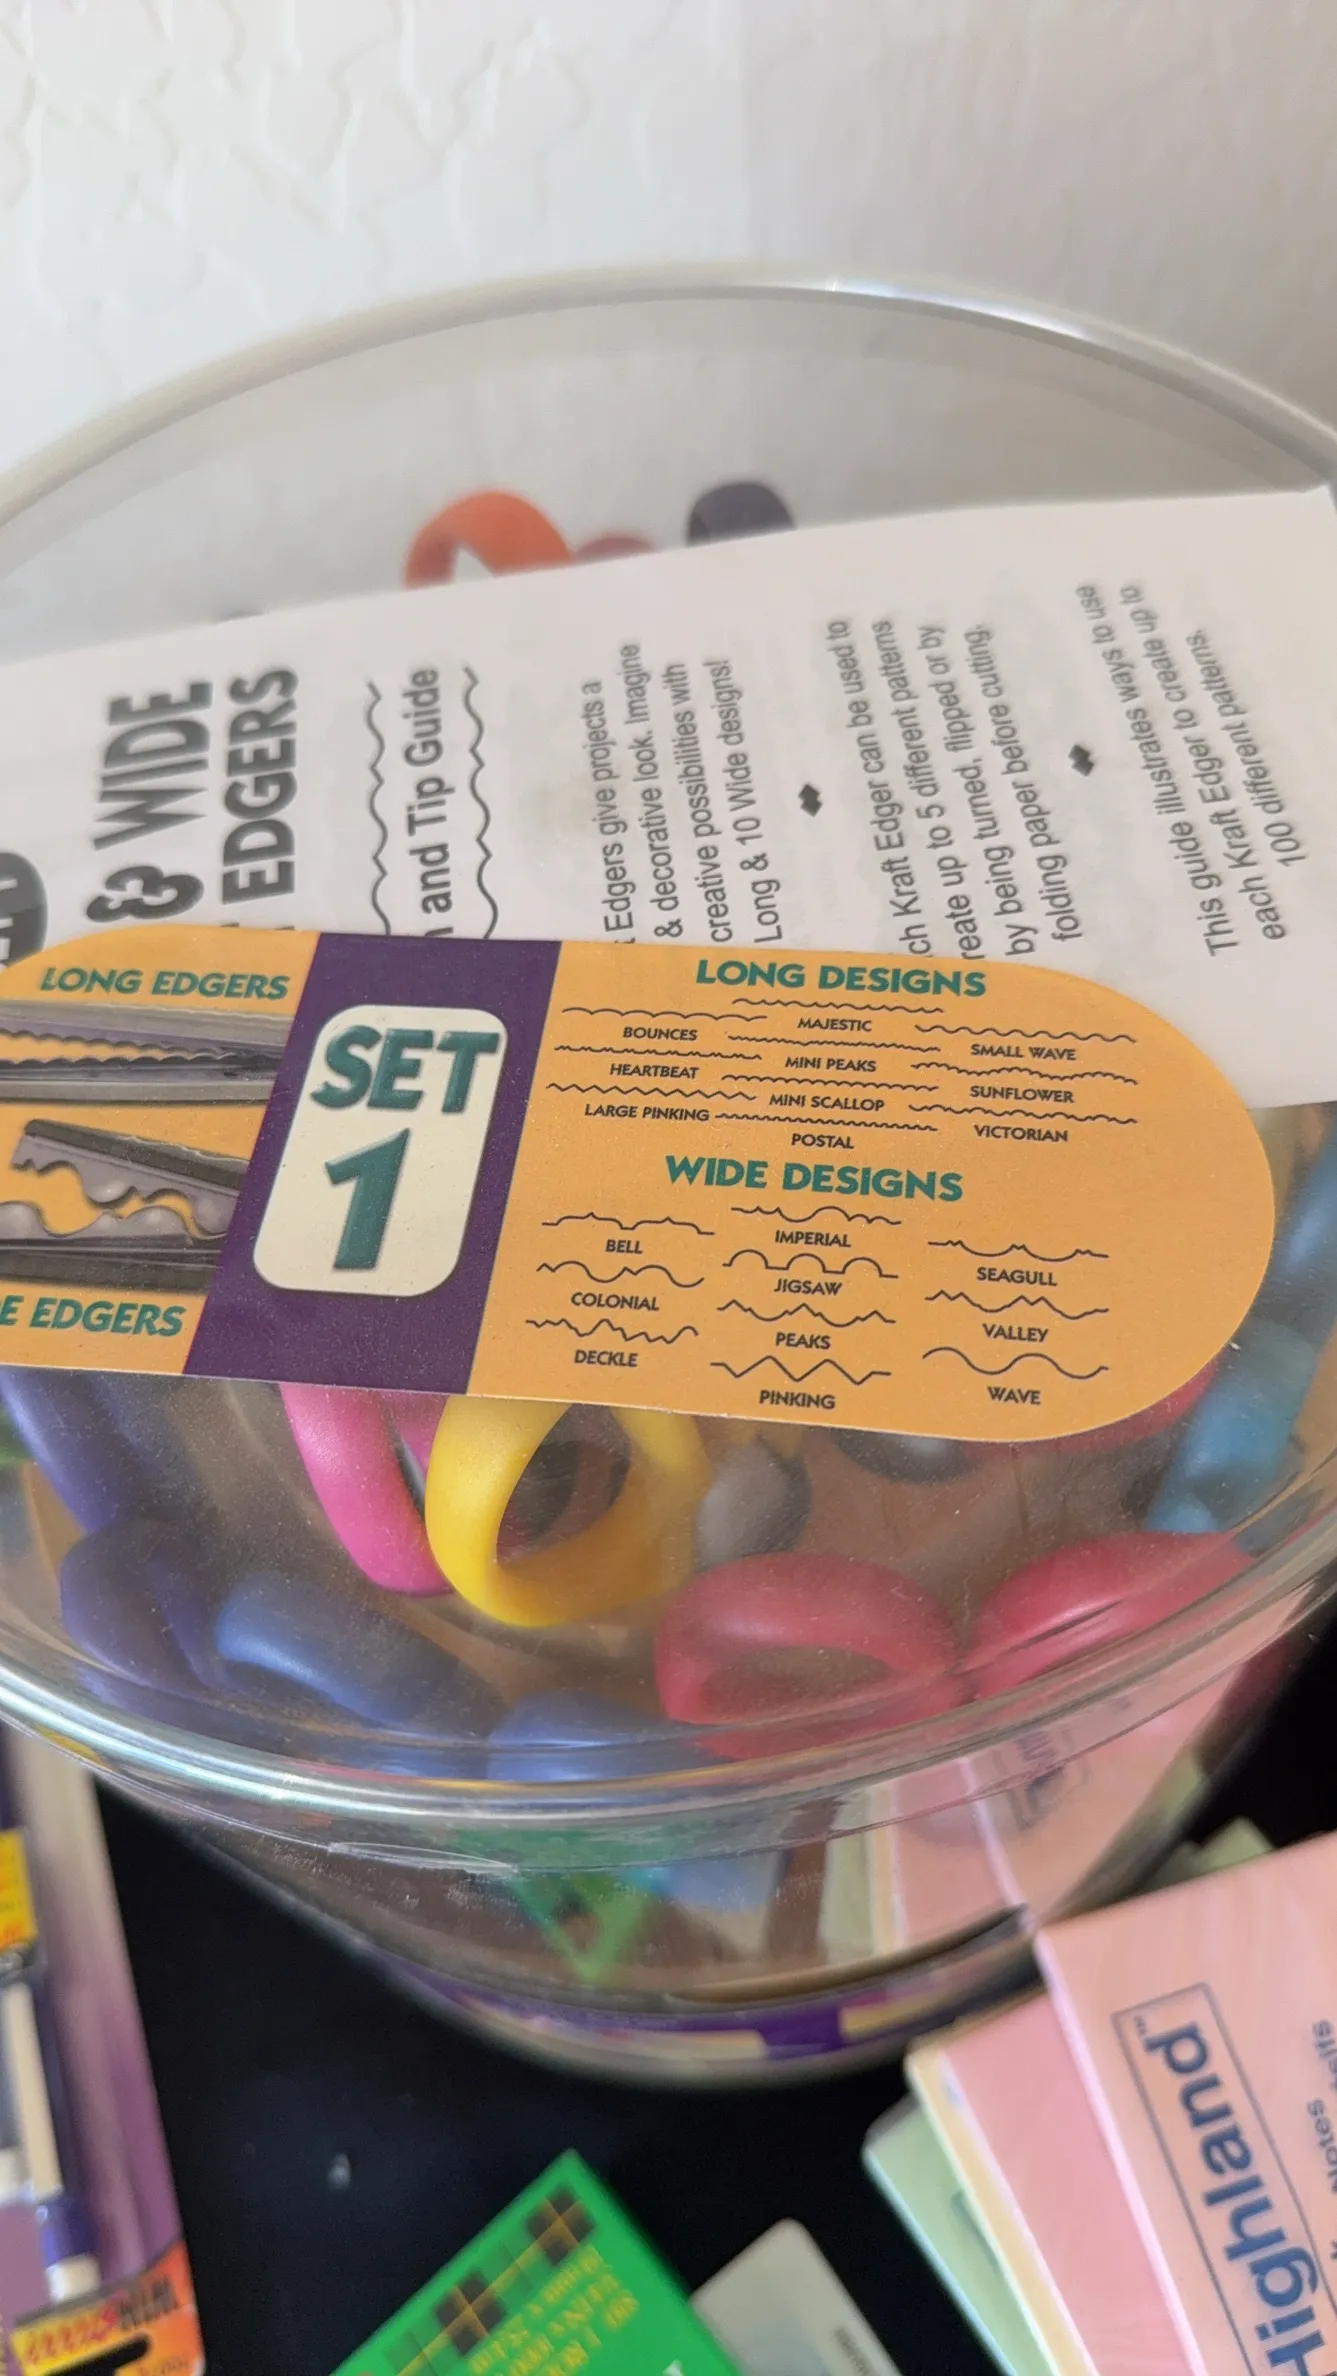 & WIDE
EDGERS
and Tip Guide
Edgers give projects a
& decorative look. Imagine
creative possibilities with
Long & 10 Wide designs!
Kraft Edger can be used to
up to 5 different patterns
by being turned, flipped or by
folding paper before cutting.
This guide illustrates ways to use
each Kraft Edger to create up to
100 different patterns.
LONG EDGERS
EDGERS
SET
1
LONG DESIGNS
BOUNCES
MAJESTIC
SMALL WAVE
HEARTBEAT
MINI PEAKS
SUNFLOWER
LARGE PINKING
MINI SCALLOP
VICTORIAN
POSTAL
WIDE DESIGNS
BELL
IMPERIAL
SEAGULL
COLONIAL
JIGSAW
VALLEY
DECKLE
PEAKS
WAVE
PINKING
Highland™
Notes